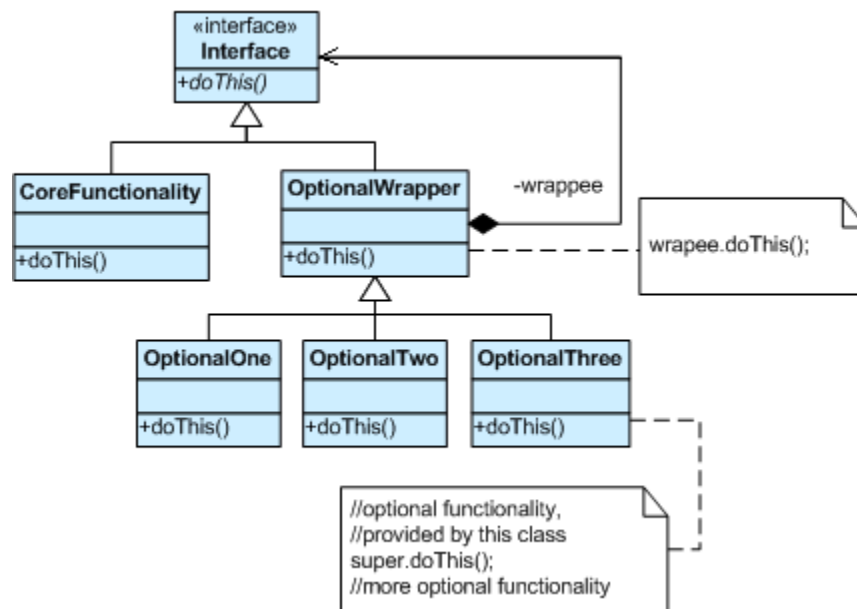 «interface»
Interface
+doThis()
CoreFunctionality
+doThis()
OptionalWrapper
+doThis()
-wrappee
wrapee.doThis();
OptionalOne
+doThis()
OptionalTwo
+doThis()
OptionalThree
+doThis()
//optional functionality,
//provided by this class
super.doThis();
//more optional functionality